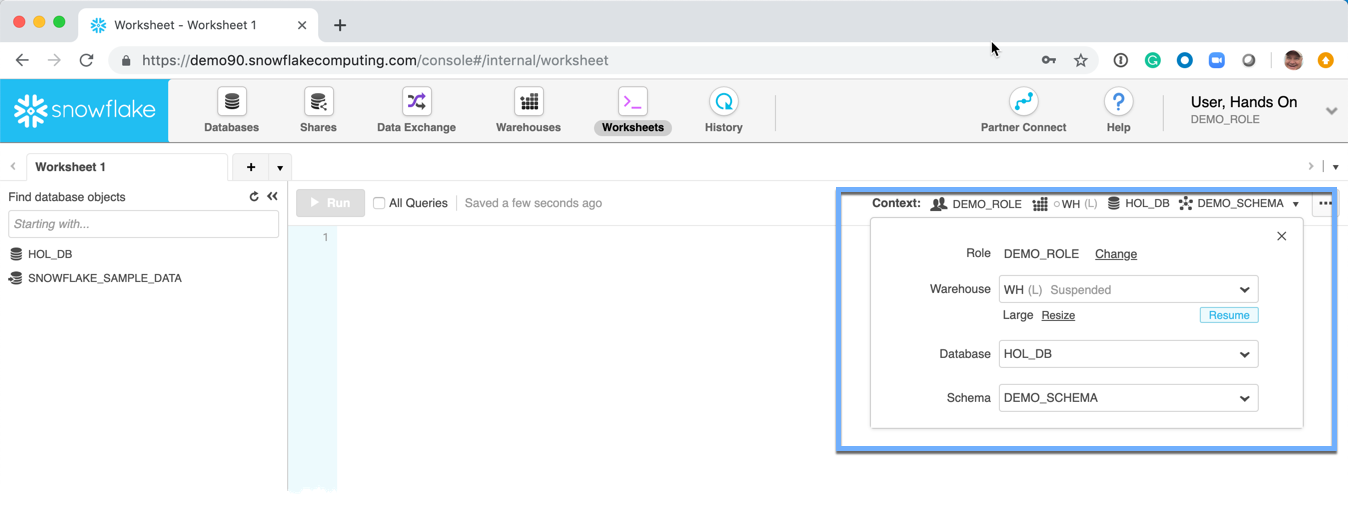 Worksheet - Worksheet 1
https://demo90.snowflakecomputing.com/console#/internal/worksheet
snowflake
Databases Shares Data Exchange Warehouses Worksheets History Partner Connect Help
User, Hands On
DEMO_ROLE
Worksheet 1
Find database objects
Starting with...
HOL_DB
SNOWFLAKE_SAMPLE_DATA
Run All Queries Saved a few seconds ago
1
Context: DEMO_ROLE WH (L) HOL_DB DEMO_SCHEMA
Role DEMO_ROLE Change
Warehouse WH (L) Suspended
Large Resize Resume
Database HOL_DB
Schema DEMO_SCHEMA